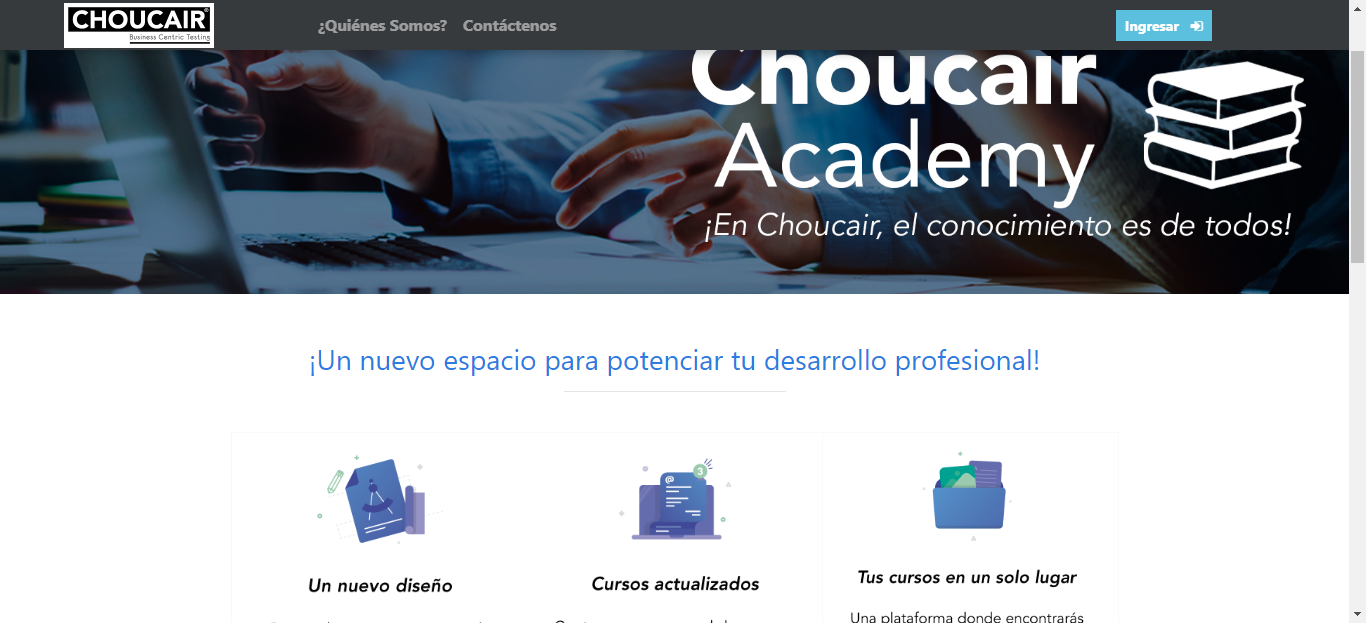 CHOUCAIR®
Business Centric Testing
¿Quiénes Somos?
Contáctenos
Ingresar
Choucair
Academy
¡En Choucair, el conocimiento es de todos!
¡Un nuevo espacio para potenciar tu desarrollo profesional!
@
3
Un nuevo diseño
Cursos actualizados
Tus cursos en un solo lugar
Una plataforma donde encontrarás